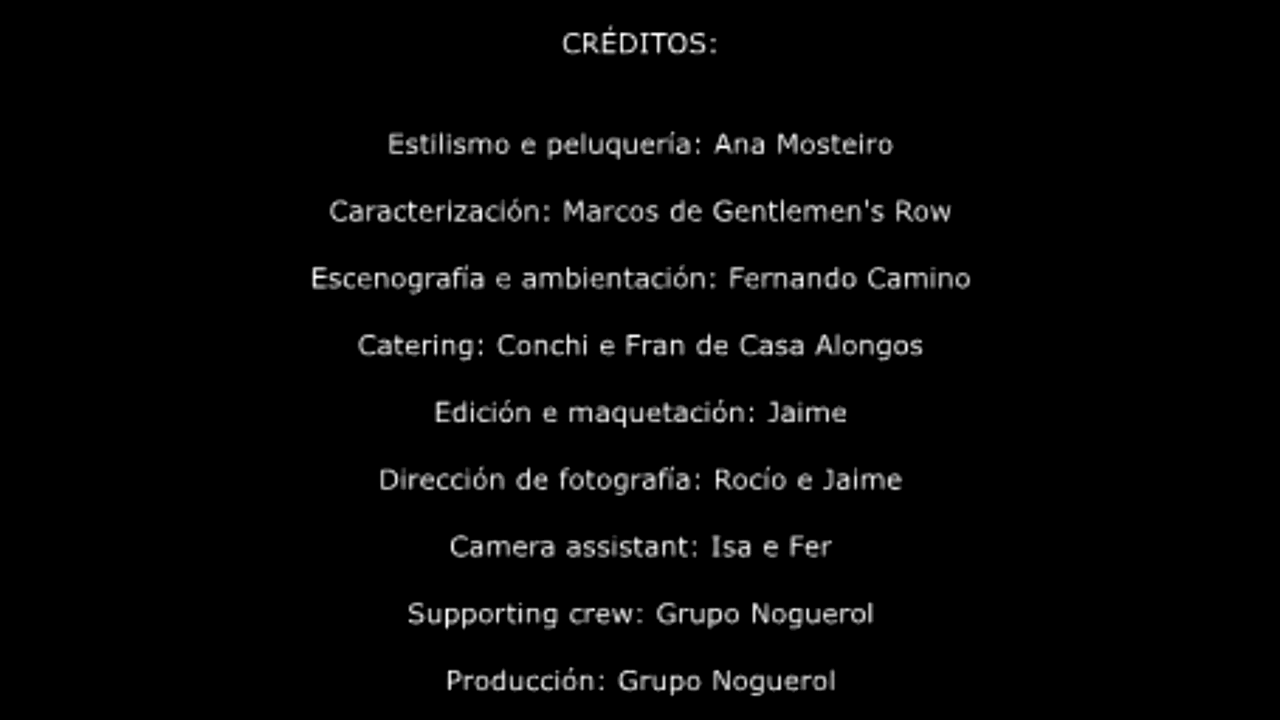 CRÉDITOS:
Estilismo e peluquería: Ana Mosteiro
Caracterización: Marcos de Gentlemen's Row
Escenografía e ambientación: Fernando Camino
Catering: Conchi e Fran de Casa Alongos
Edición e maquetación: Jaime
Dirección de fotografía: Rocío e Jaime
Camera assistant: Isa e Fer
Supporting crew: Grupo Noguerol
Producción: Grupo Noguerol